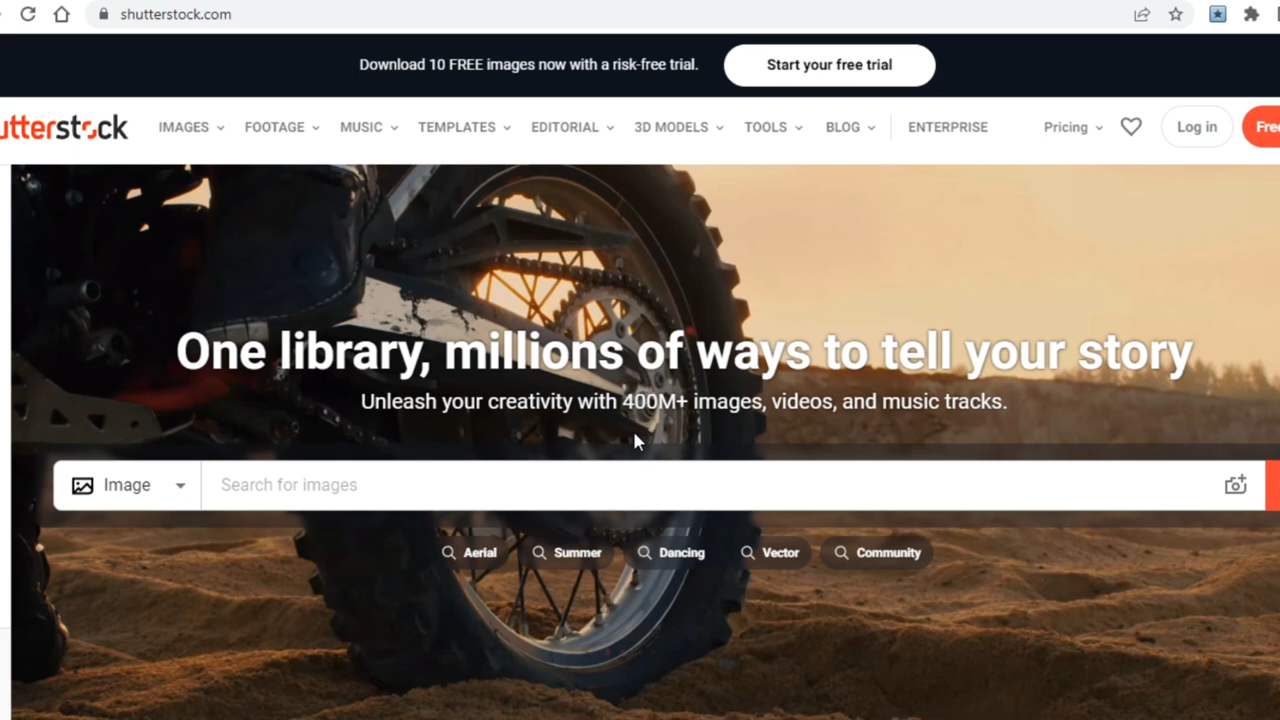 shutterstock.com
Download 10 FREE images now with a risk-free trial. Start your free trial
utterstock IMAGES FOOTAGE MUSIC TEMPLATES EDITORIAL 3D MODELS TOOLS BLOG ENTERPRISE Pricing Log in Free
One library, millions of ways to tell your story
Unleash your creativity with 400M+ images, videos, and music tracks.
Image Search for images
Aerial Summer Dancing Vector Community